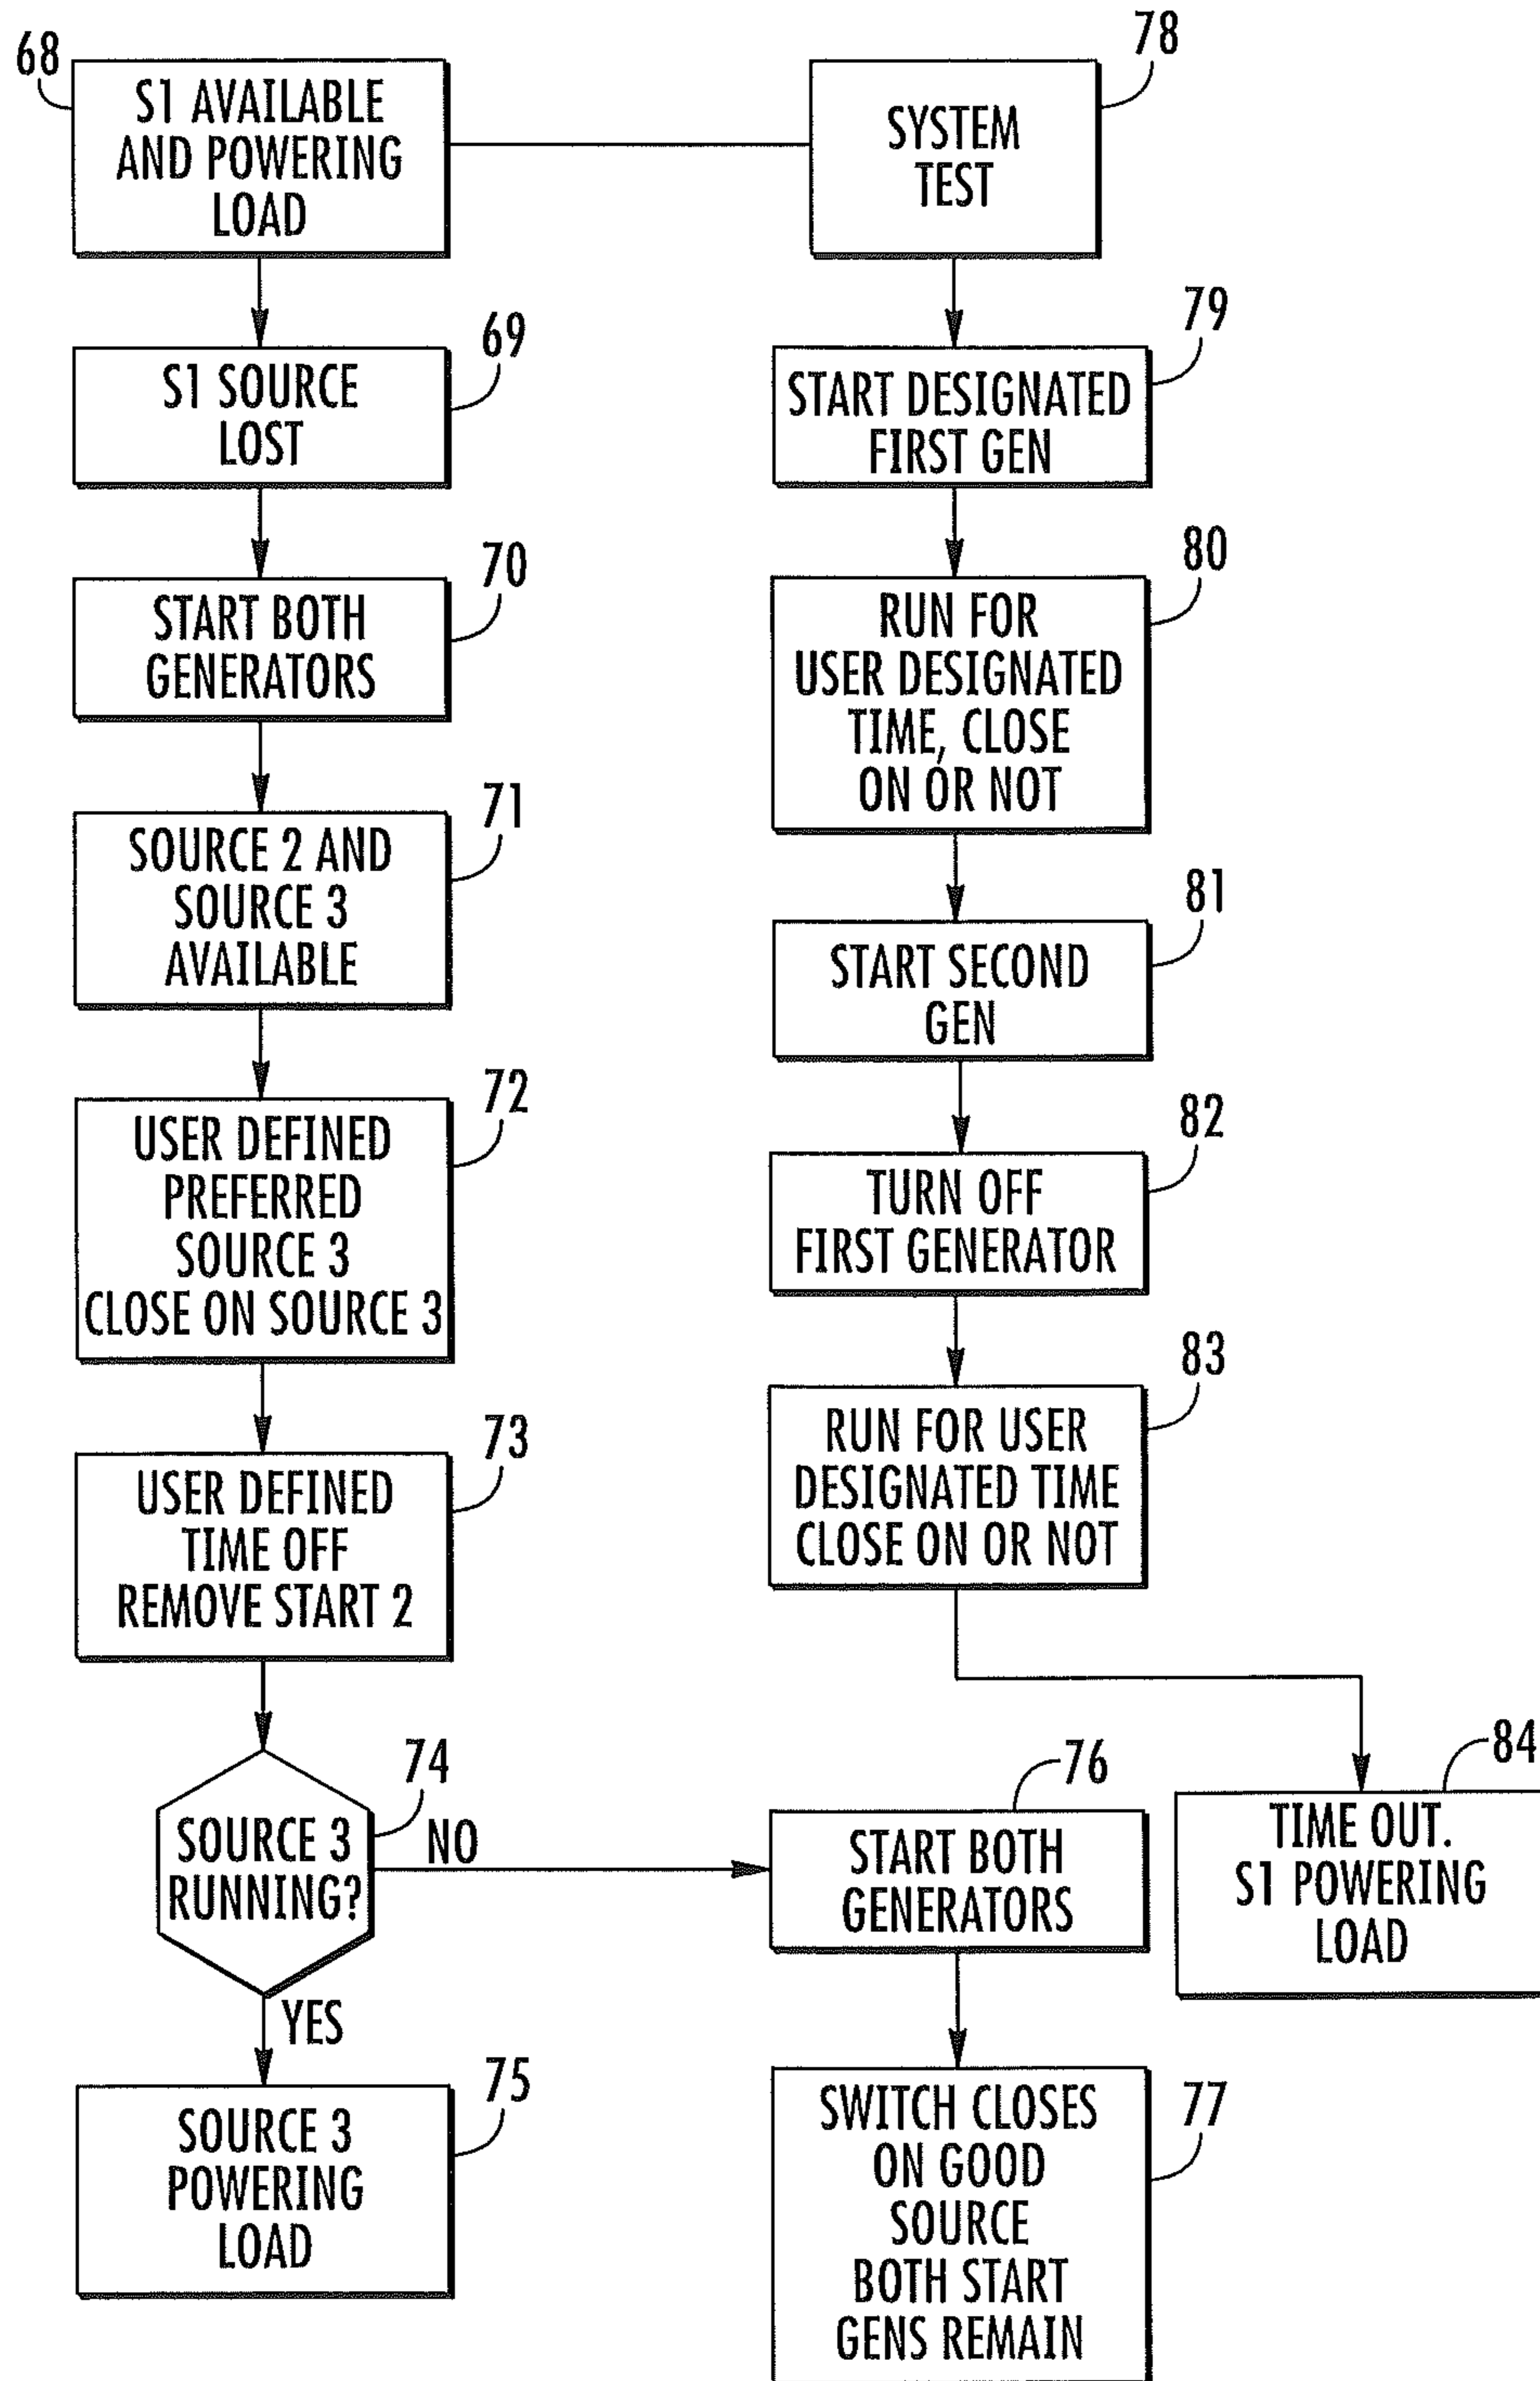 68
S1 AVAILABLE
AND POWERING
LOAD
78
SYSTEM
TEST
69
S1 SOURCE
LOST
79
START DESIGNATED
FIRST GEN
70
START BOTH
GENERATORS
80
RUN FOR
USER DESIGNATED
TIME, CLOSE
ON OR NOT
71
SOURCE 2 AND
SOURCE 3
AVAILABLE
81
START SECOND
GEN
72
USER DEFINED
PREFERRED
SOURCE 3
CLOSE ON SOURCE 3
82
TURN OFF
FIRST GENERATOR
73
USER DEFINED
TIME OFF
REMOVE START 2
83
RUN FOR USER
DESIGNATED TIME
CLOSE ON OR NOT
74
SOURCE 3
RUNNING?
NO
YES
76
START BOTH
GENERATORS
84
TIME OUT.
S1 POWERING
LOAD
75
SOURCE 3
POWERING
LOAD
77
SWITCH CLOSES
ON GOOD
SOURCE
BOTH START
GENS REMAIN